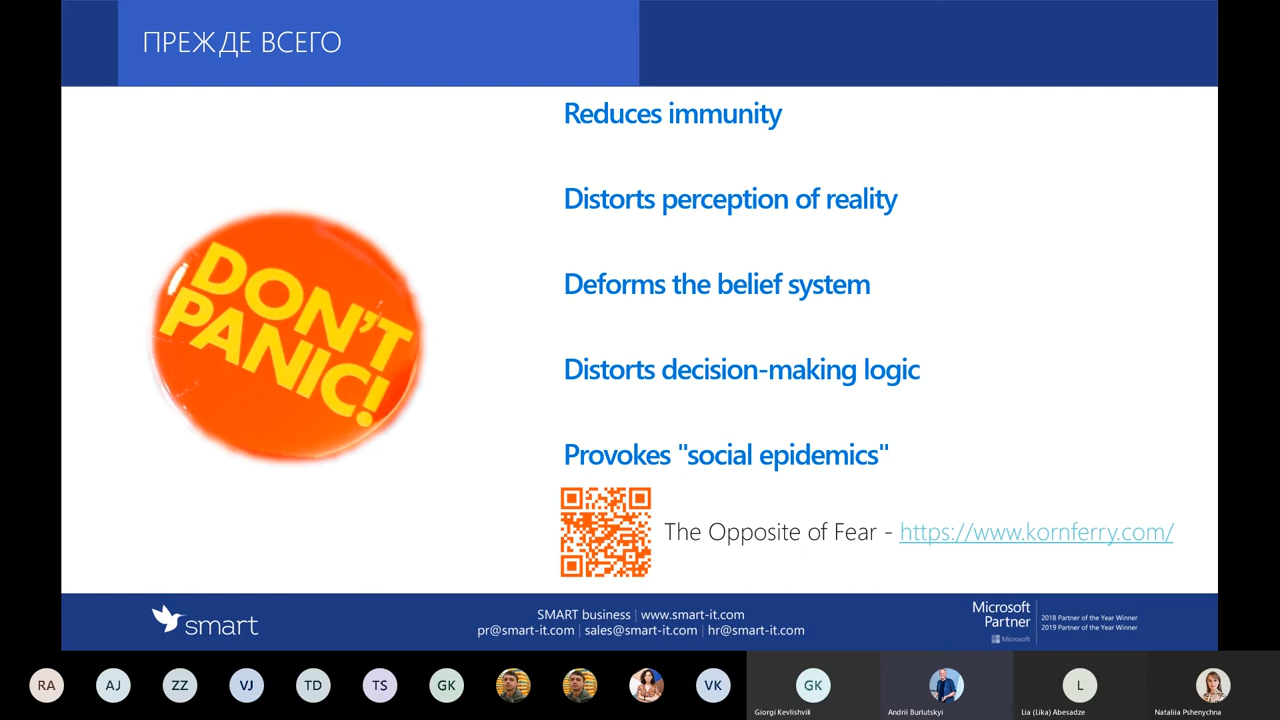 ПРЕЖДЕ ВСЕГО
Reduces immunity
Distorts perception of reality
Deforms the belief system
Distorts decision-making logic
Provokes "social epidemics"
DON'T
PANIC!
The Opposite of Fear - https://www.kornferry.com/
smart
SMART business | www.smart-it.com
pr@smart-it.com | sales@smart-it.com | hr@smart-it.com
Microsoft
Partner
Microsoft
2018 Partner of the Year Winner
2019 Partner of the Year Winner
RA
AJ
ZZ
VJ
TD
TS
GK
VK
GK
Giorgi Kevlishvili
Andrii Burlutskyi
L
Lia (Lika) Abesadze
Nataliia Pshenychna